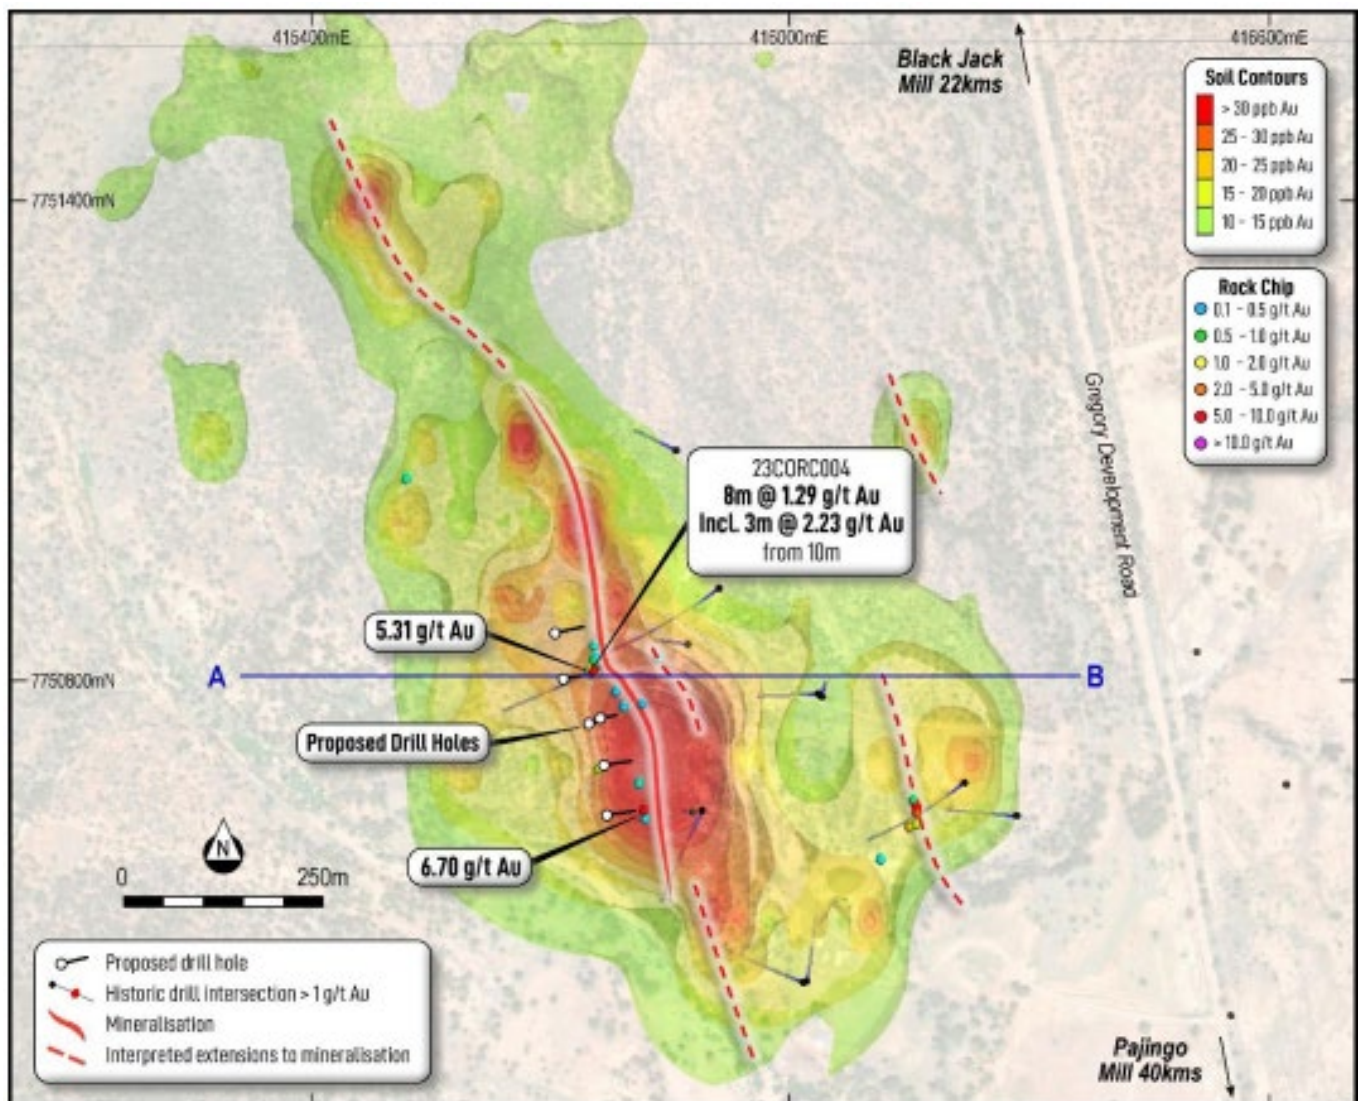 415400mE
415000mE
416600mE
Black Jack
Mill 22kms
Soil Contours
> 30 ppb Au
25 - 30 ppb Au
20 - 25 ppb Au
15 - 20 ppb Au
10 - 15 ppb Au
7751400mN
Rock Chip
0.1 - 0.5 g/t Au
0.5 - 1.0 g/t Au
1.0 - 2.0 g/t Au
2.0 - 5.0 g/t Au
5.0 - 10.0 g/t Au
> 10.0 g/t Au
Gregory Development Road
23CORC004
8m @ 1.29 g/t Au
Incl. 3m @ 2.23 g/t Au
from 10m
5.31 g/t Au
7750800mN
A
B
Proposed Drill Holes
N
0
250m
6.70 g/t Au
Proposed drill hole
Historic drill intersection > 1 g/t Au
Mineralisation
Interpreted extensions to mineralisation
Pajingo
Mill 40kms